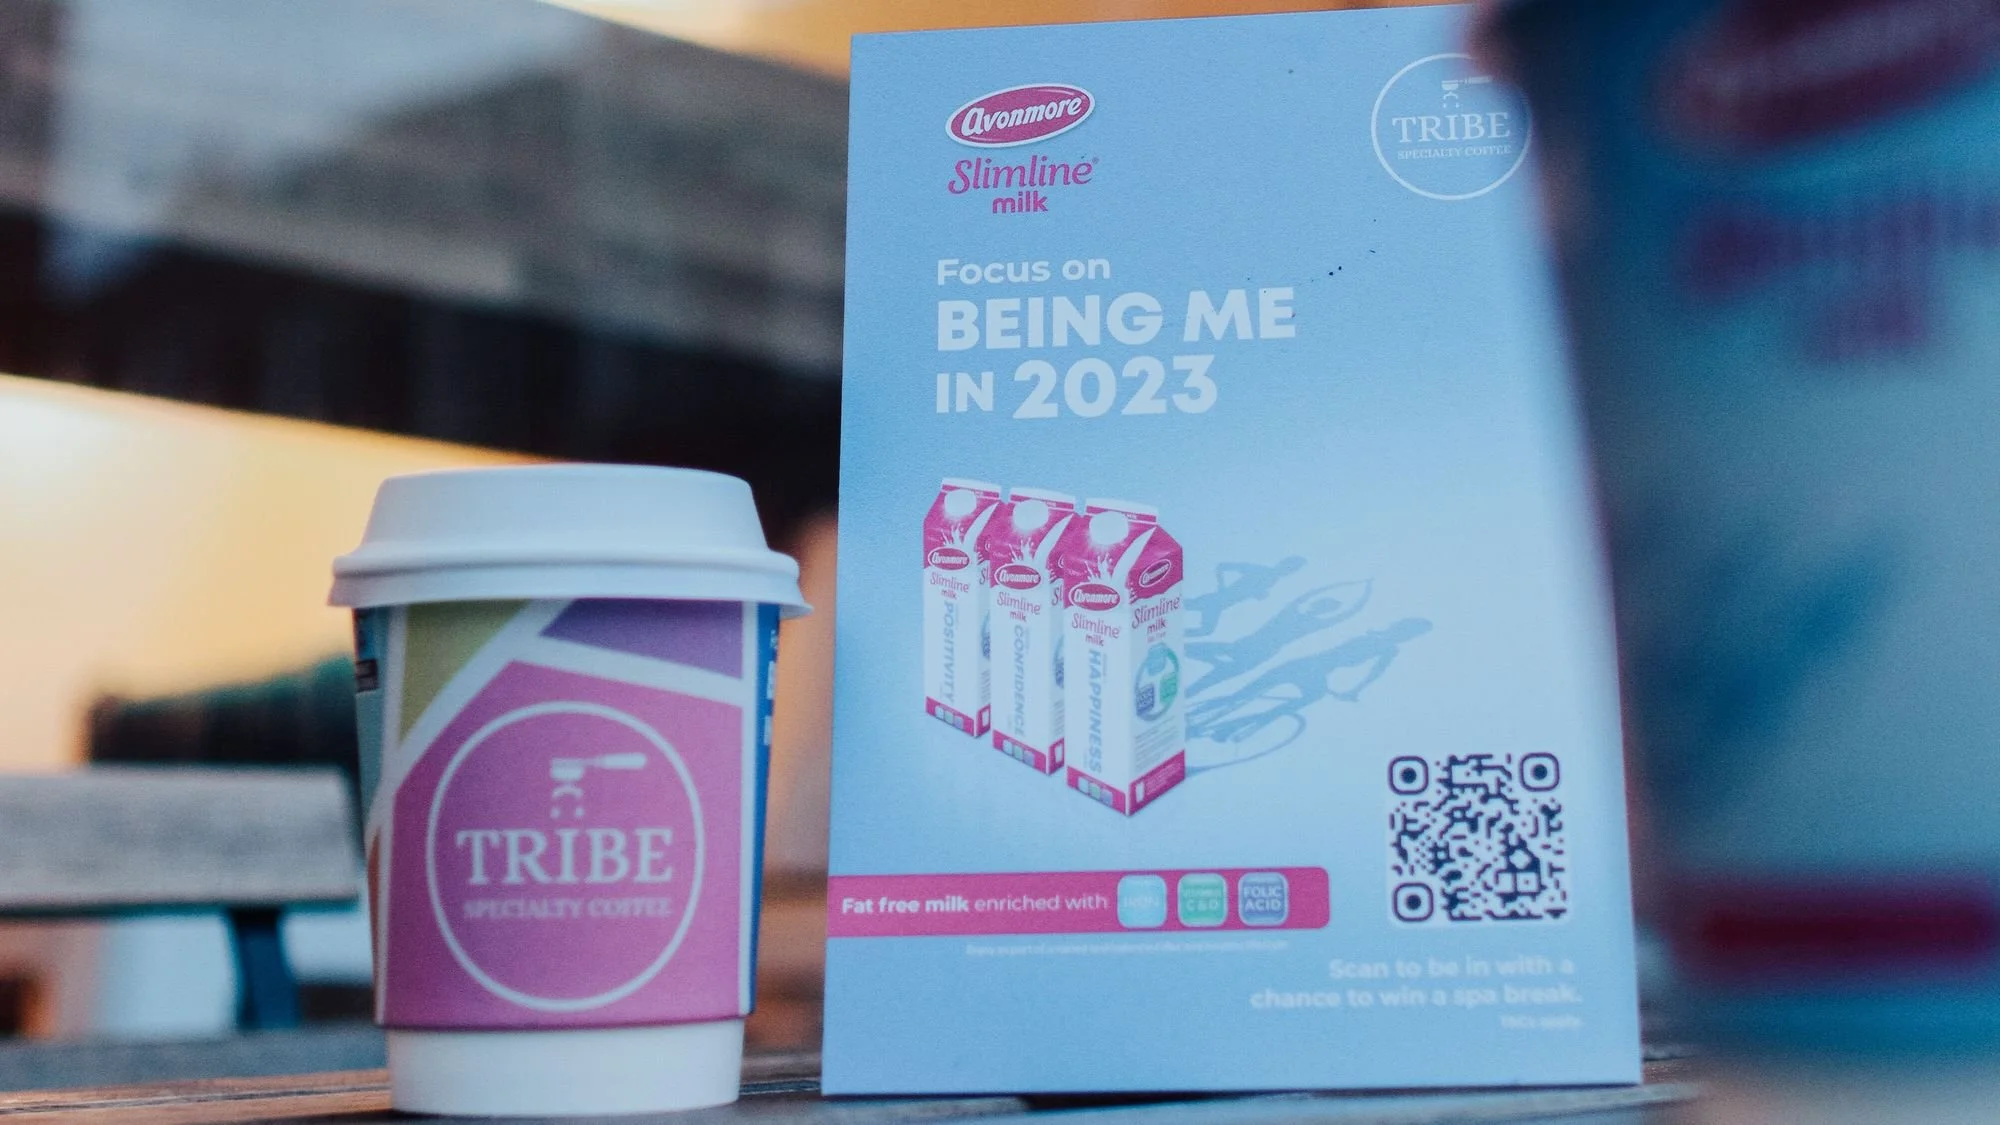 avonmore
Slimline®
milk
TRIBE
SPECIALTY COFFEE
Focus on
BEING ME
IN 2023
avonmore
Slimline
milk
POSITIVITY
avonmore
Slimline
milk
CONFIDENCE
avonmore
Slimline
milk
HAPPINESS
avonmore
Slimline
milk
Fat free milk enriched with
IRON
C & D
FOLIC
ACID
Scan to be in with a
chance to win a spa break.
T&Cs apply.
TRIBE
SPECIALTY COFFEE